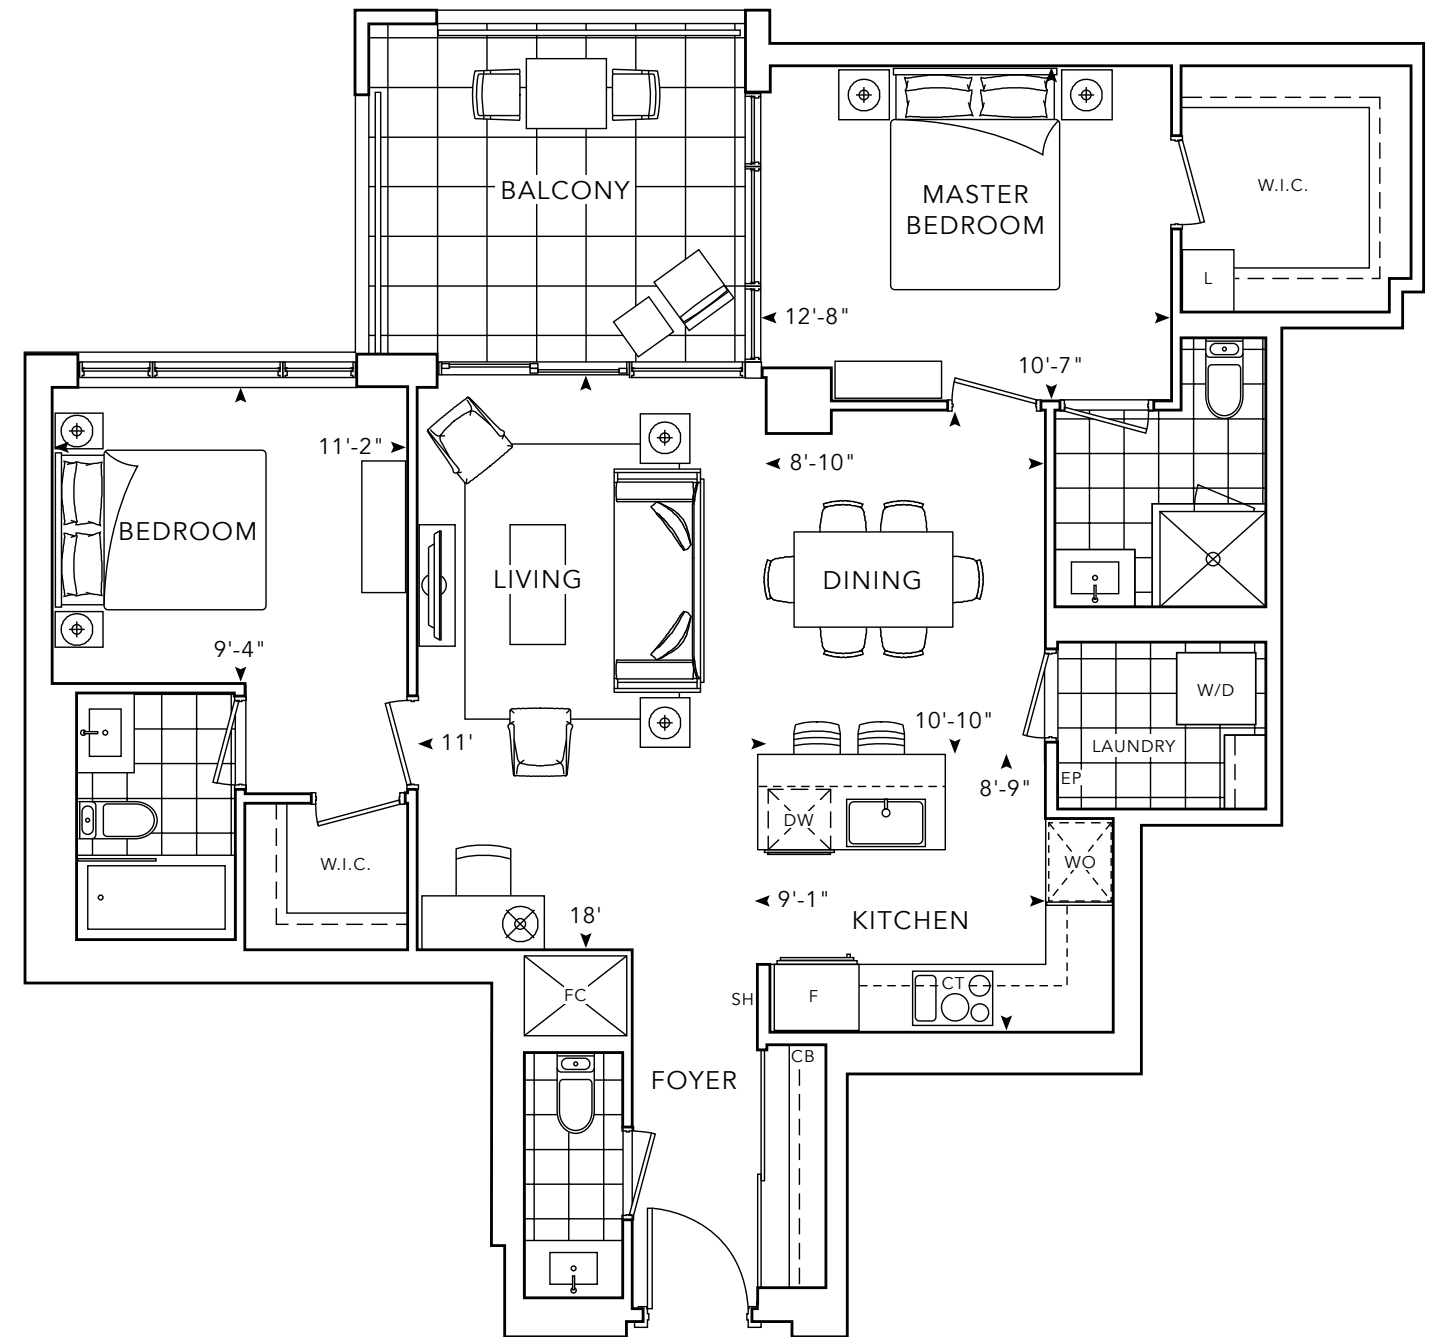 BALCONY
MASTER
BEDROOM
W.I.C.
L
12'-8"
10'-7"
11'-2"
8'-10"
BEDROOM
LIVING
DINING
9'-4"
W/D
10'-10"
11'
LAUNDRY
EP
8'-9"
DW
W.I.C.
WO
9'-1"
18'
KITCHEN
FC
SH
F
CT
CB
FOYER